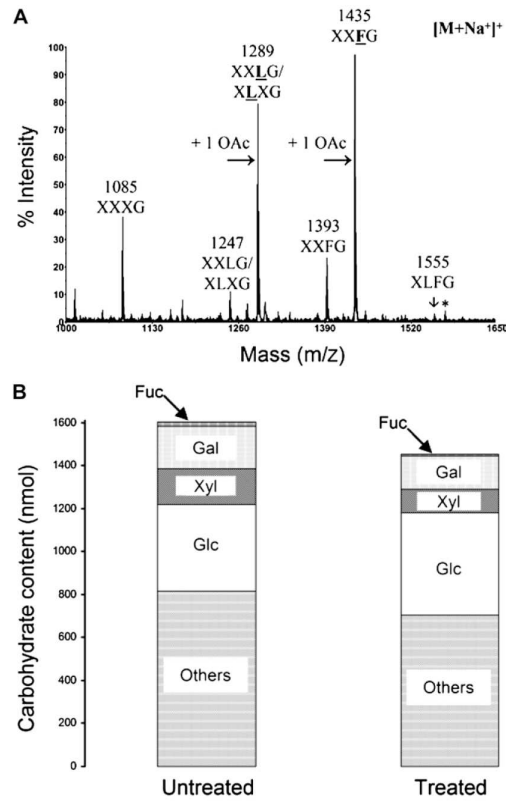 A
1435
XXFG
[M+Na⁺]⁺
1289
XXLG/
XLXG
+ 1 OAc
+ 1 OAc
1085
XXXG
1247
XXLG/
XLXG
1393
XXFG
1555
XLFG
*
% Intensity
100
90
80
70
60
50
40
30
20
10
0
1000
1130
1260
1390
1520
1650
Mass (m/z)
B
Fuc
Fuc
Carbohydrate content (nmol)
1600
1400
1200
1000
800
600
400
200
0
Gal
Xyl
Glc
Others
Gal
Xyl
Glc
Others
Untreated
Treated